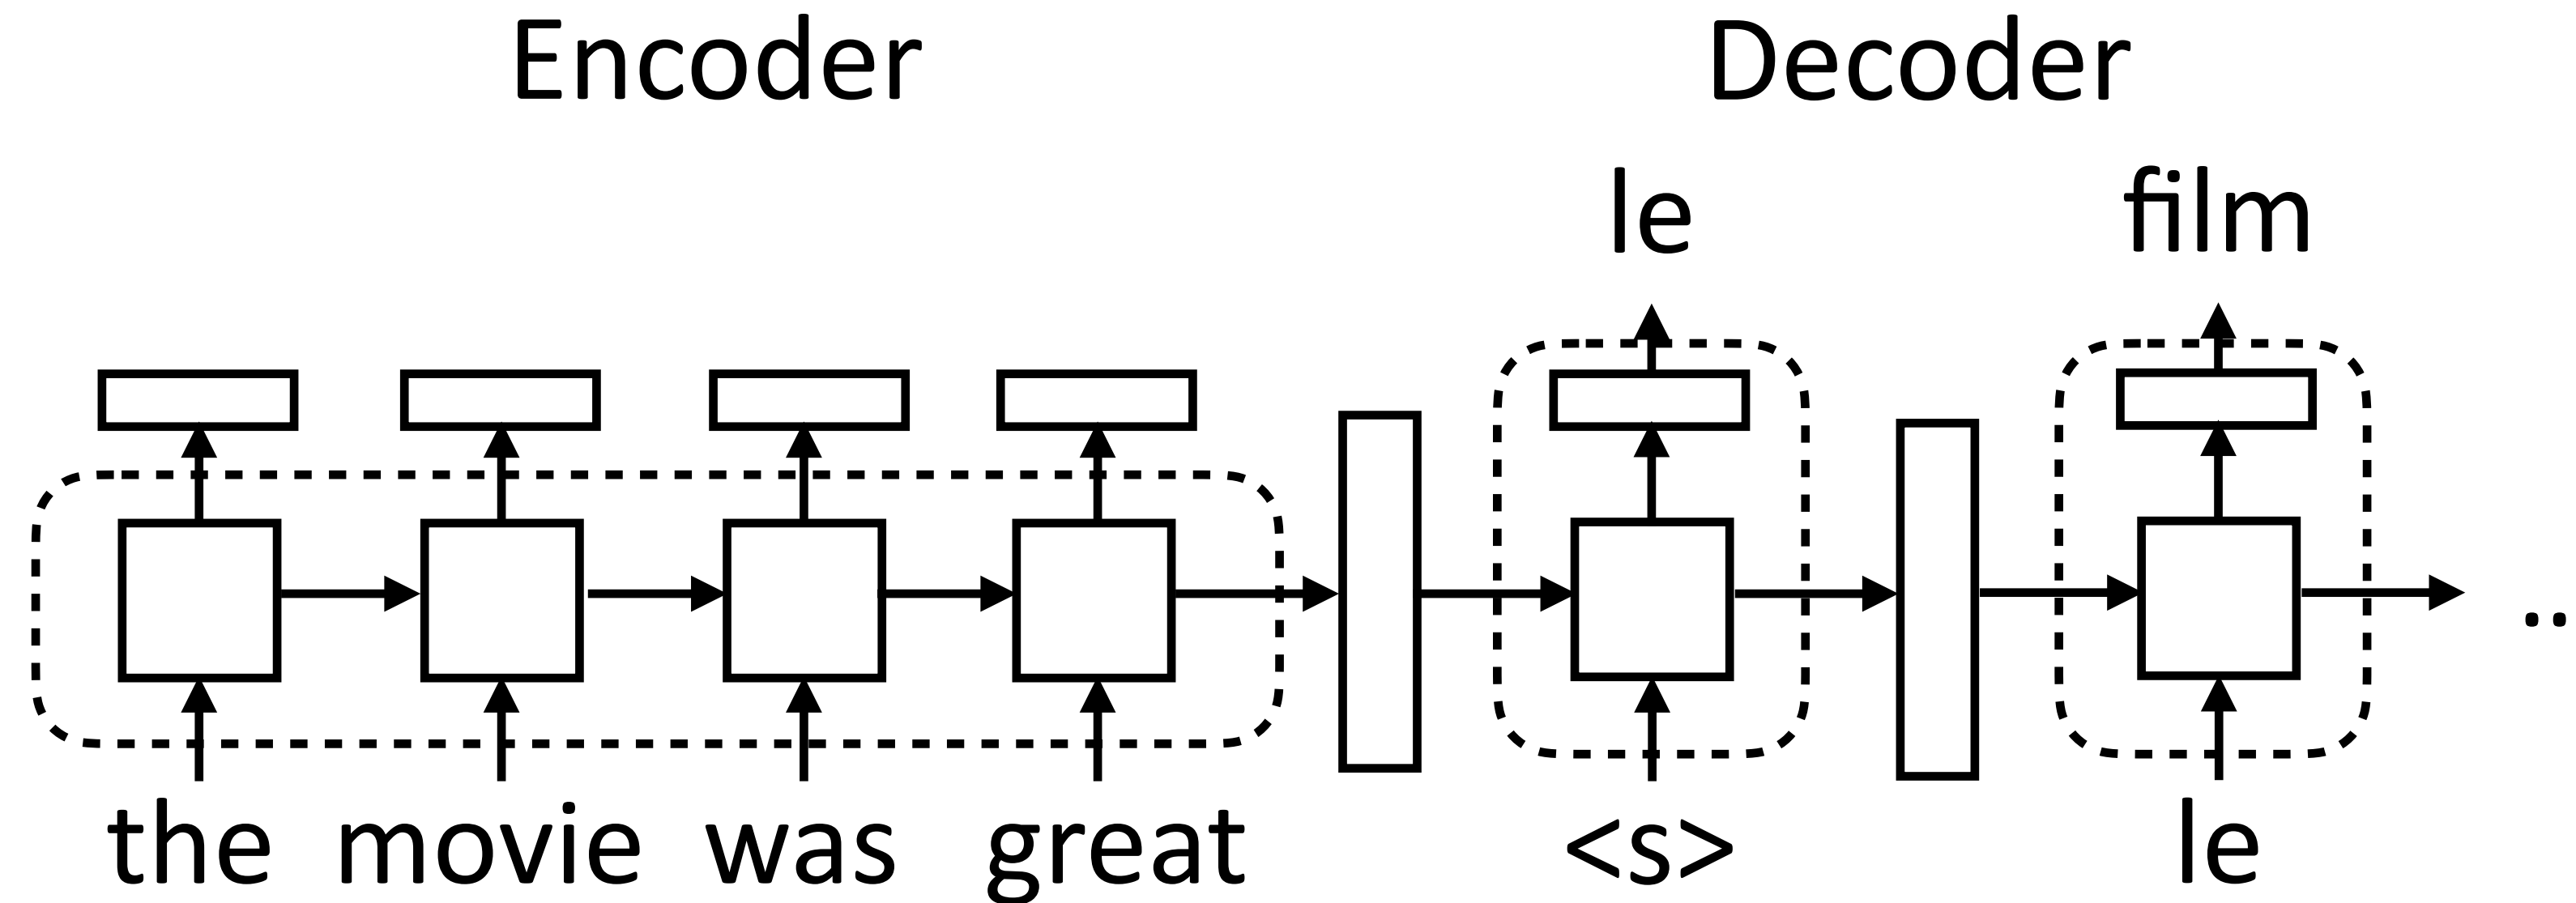 Encoder Decoder
le film
..
the movie was great <s> le